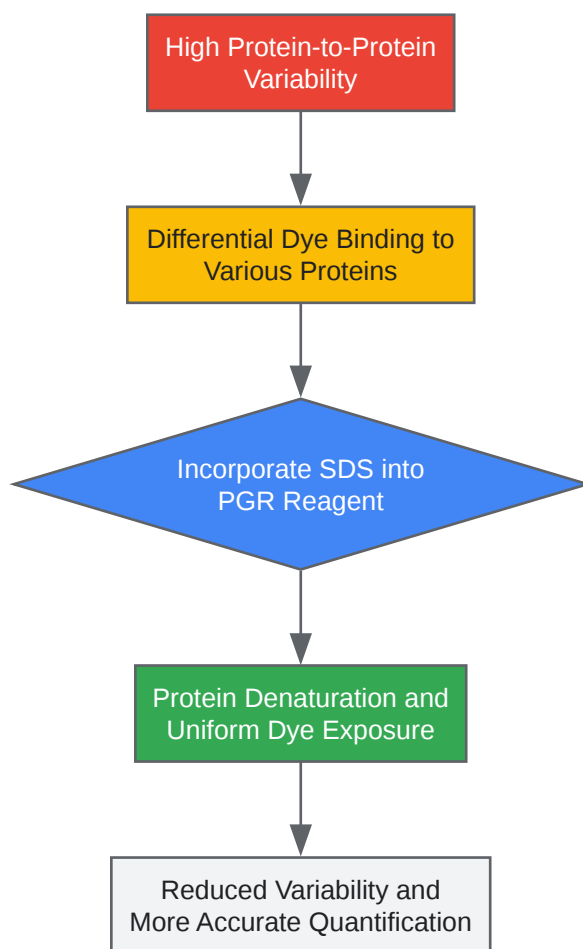 High Protein-to-Protein
Variability
Differential Dye Binding to
Various Proteins
Incorporate SDS into
PGR Reagent
Protein Denaturation and
Uniform Dye Exposure
Reduced Variability and
More Accurate Quantification